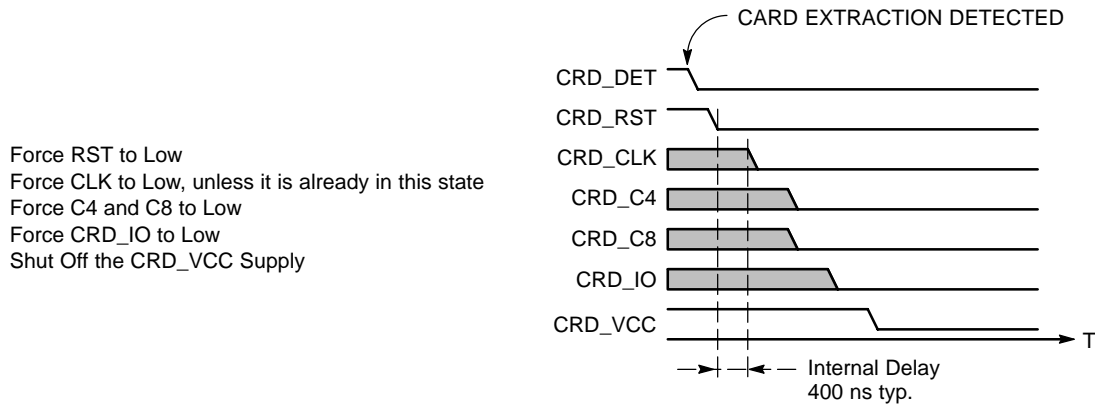 CARD EXTRACTION DETECTED
CRD_DET
CRD_RST
Force RST to Low
Force CLK to Low, unless it is already in this state
Force C4 and C8 to Low
Force CRD_IO to Low
Shut Off the CRD_VCC Supply
CRD_CLK
CRD_C4
CRD_C8
CRD_IO
CRD_VCC
T
Internal Delay
400 ns typ.